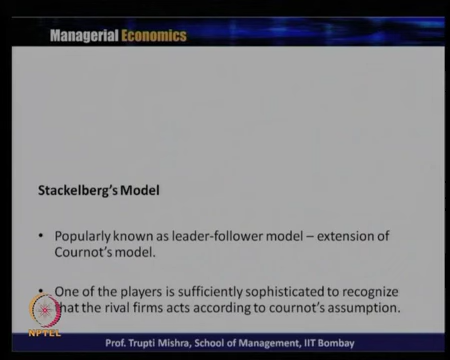 Managerial Economics
Stackelberg's Model
• Popularly known as leader-follower model – extension of
Cournot's model.
• One of the players is sufficiently sophisticated to recognize
that the rival firms acts according to cournot's assumption.
NPTEL
Prof. Trupti Mishra, School of Management, IIT Bombay